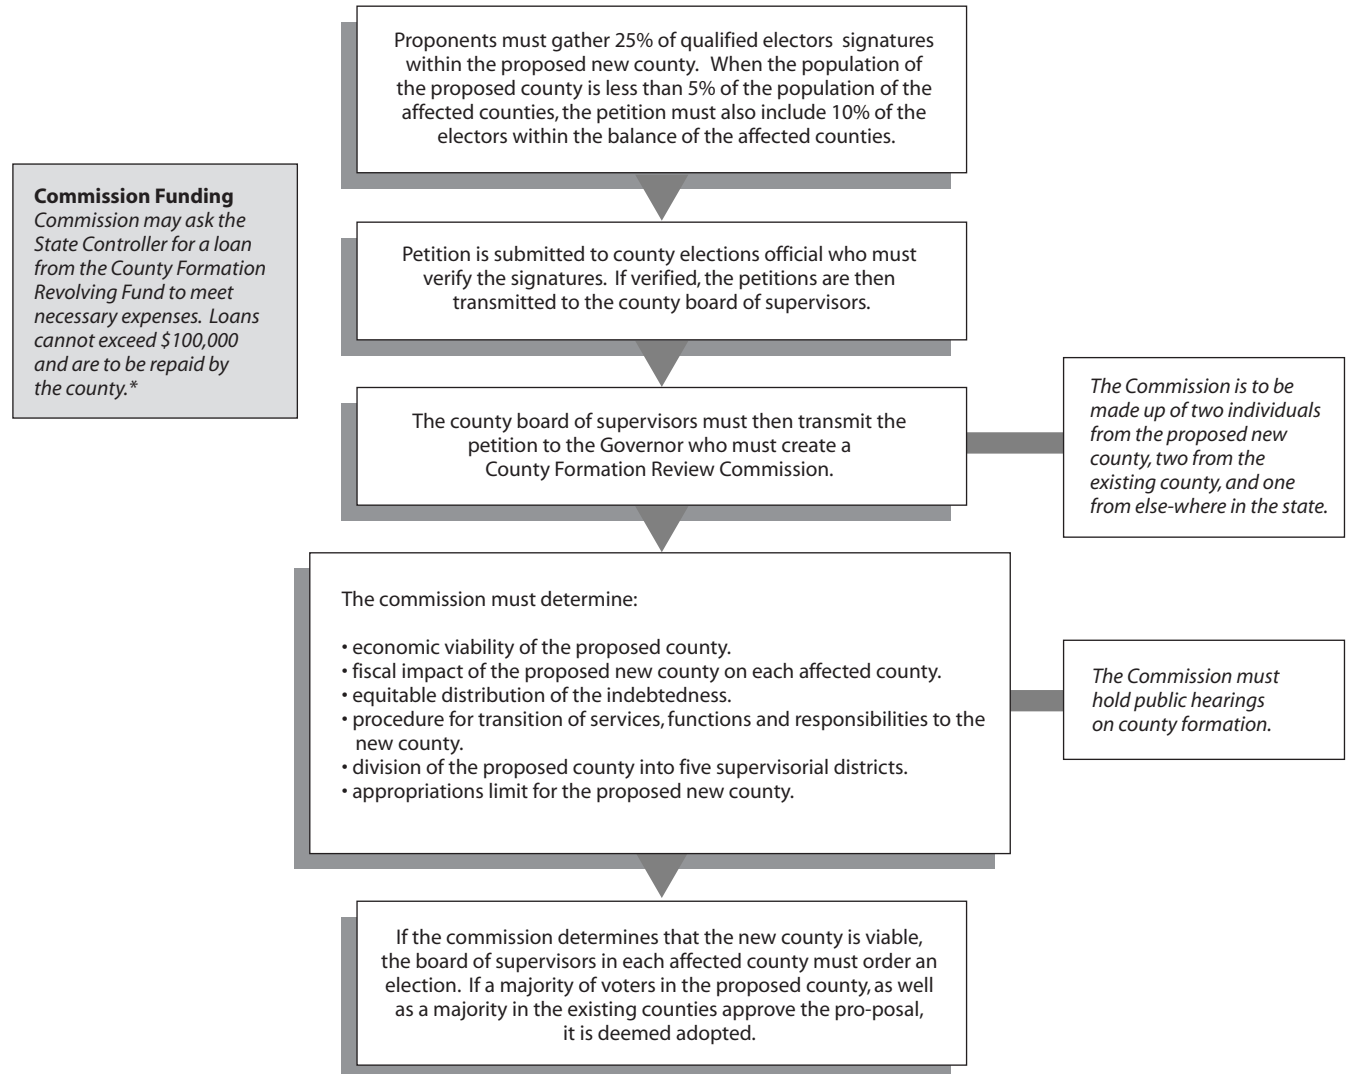 Proponents must gather 25% of qualified electors signatures
within the proposed new county. When the population of
the proposed county is less than 5% of the population of the
affected counties, the petition must also include 10% of the
electors within the balance of the affected counties.
Commission Funding
Commission may ask the
State Controller for a loan
from the County Formation
Revolving Fund to meet
necessary expenses. Loans
cannot exceed $100,000
and are to be repaid by
the county.*
Petition is submitted to county elections official who must
verify the signatures. If verified, the petitions are then
transmitted to the county board of supervisors.
The county board of supervisors must then transmit the
petition to the Governor who must create a
County Formation Review Commission.
The Commission is to be
made up of two individuals
from the proposed new
county, two from the
existing county, and one
from else-where in the state.
The commission must determine:
• economic viability of the proposed county.
• fiscal impact of the proposed new county on each affected county.
• equitable distribution of the indebtedness.
• procedure for transition of services, functions and responsibilities to the
new county.
• division of the proposed county into five supervisorial districts.
• appropriations limit for the proposed new county.
The Commission must
hold public hearings
on county formation.
If the commission determines that the new county is viable,
the board of supervisors in each affected county must order an
election. If a majority of voters in the proposed county, as well
as a majority in the existing counties approve the pro-posal,
it is deemed adopted.